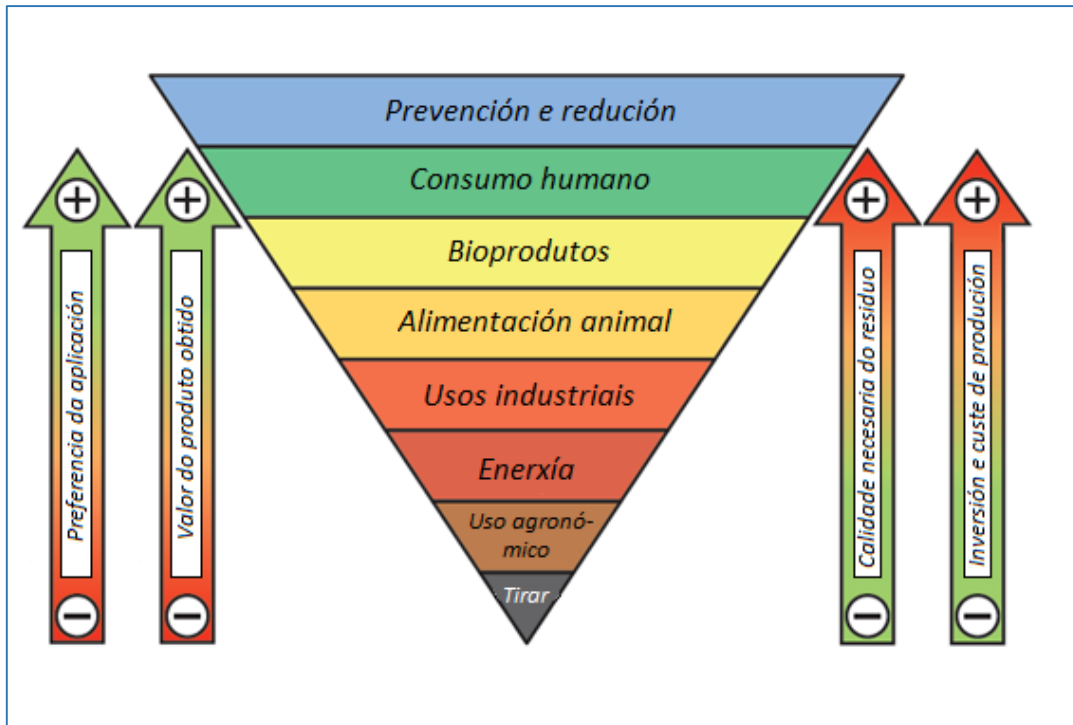 Prevención e redución
Consumo humano
Bioprodutos
Alimentación animal
Usos industriais
Enerxía
Uso agronó-
mico
Tirar
+
+
Preferencia da aplicación
Valor do produto obtido
−
−
+
+
Calidade necesaria do residuo
Inversión e custe de produción
−
−